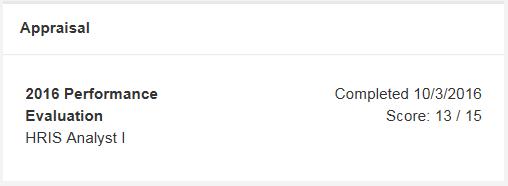 Appraisal
2016 Performance Completed 10/3/2016
Evaluation Score: 13 / 15
HRIS Analyst I